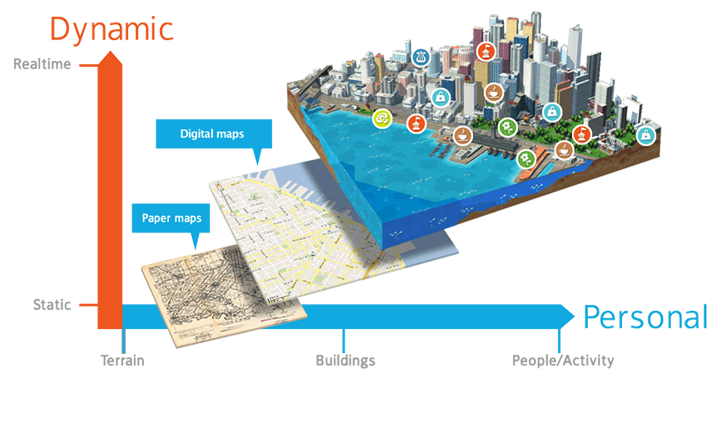 Dynamic
Realtime
Digital maps
Paper maps
Static
Personal
Terrain
Buildings
People/Activity